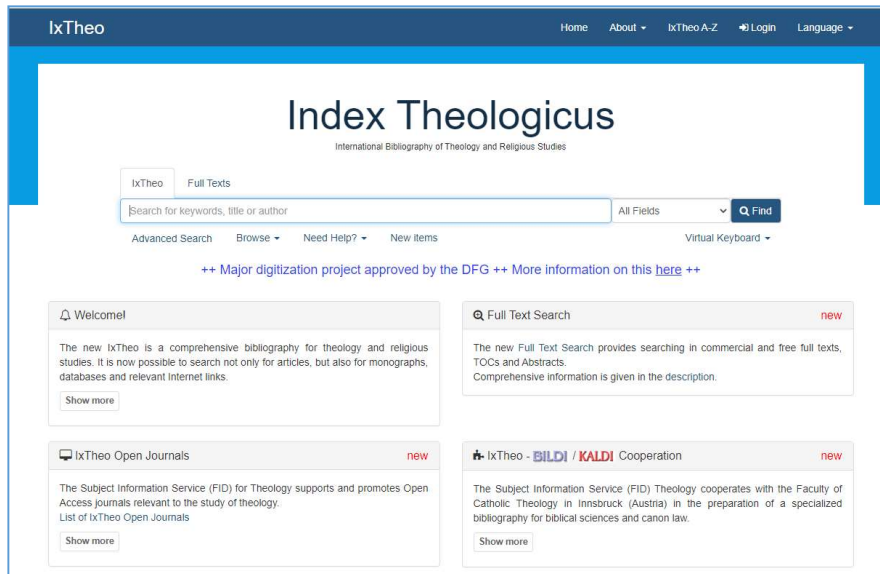 IxTheo
Home About IxTheo A-Z Login Language
Index Theologicus
International Bibliography of Theology and Religious Studies
IxTheo Full Texts
Search for keywords, title or author All Fields Find
Advanced Search Browse Need Help? New items Virtual Keyboard
++ Major digitization project approved by the DFG ++ More information on this here ++
Welcome!
The new IxTheo is a comprehensive bibliography for theology and religious
studies. It is now possible to search not only for articles, but also for monographs,
databases and relevant Internet links.
Show more
Full Text Search new
The new Full Text Search provides searching in commercial and free full texts,
TOCs and Abstracts.
Comprehensive information is given in the description.
IxTheo Open Journals new
The Subject Information Service (FID) for Theology supports and promotes Open
Access journals relevant to the study of theology.
List of IxTheo Open Journals
Show more
IxTheo - BILDI / KALDI Cooperation new
The Subject Information Service (FID) Theology cooperates with the Faculty of
Catholic Theology in Innsbruck (Austria) in the preparation of a specialized
bibliography for biblical sciences and canon law.
Show more